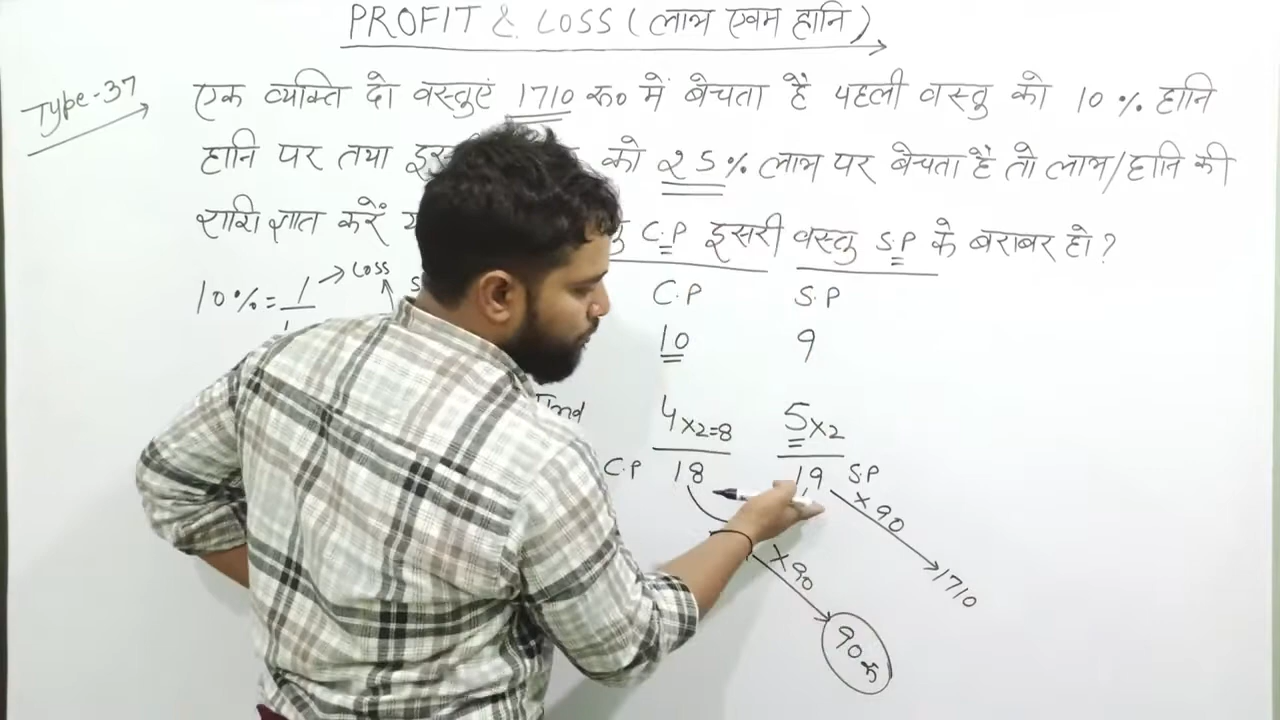 PROFIT & LOSS (लाभ एवम हानि)
Type-37
एक व्यक्ति दो वस्तुएं 1710 रू० में बेचता है पहली वस्तु को 10% हानि
हानि पर तथा को 25% लाभ पर बेचता है तो लाभ/हानि की
राशि ज्ञात करें C.P इसरी वस्तु S.P के बराबर हो?
10% = 1 → Loss
C.P S.P
10 9
4×2=8 5×2
C.P 18 19 S.P
×90 ×90
1710
90रू